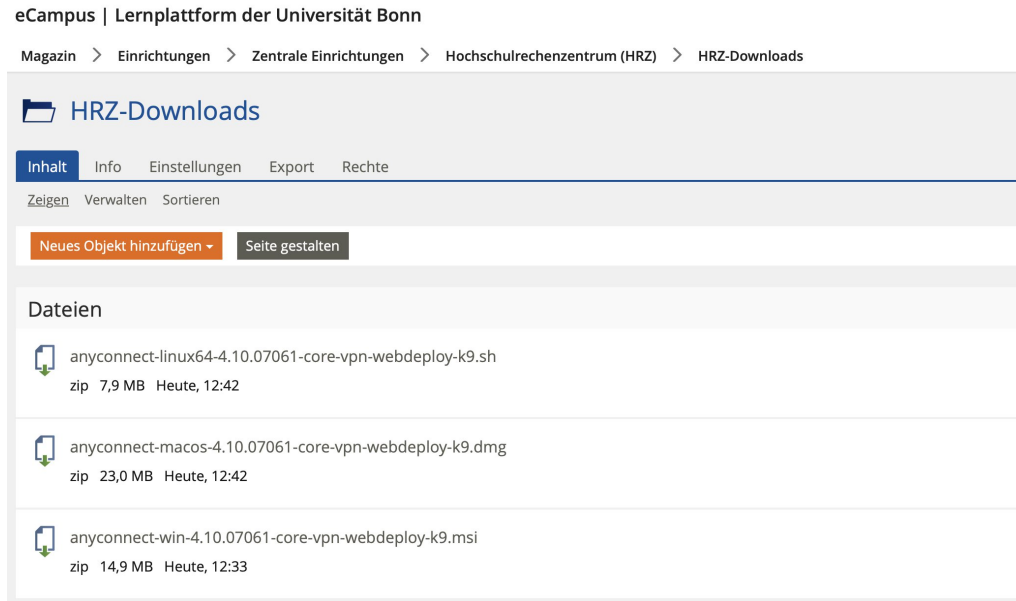 eCampus | Lernplattform der Universität Bonn
Magazin > Einrichtungen > Zentrale Einrichtungen > Hochschulrechenzentrum (HRZ) > HRZ-Downloads
HRZ-Downloads
Inhalt Info Einstellungen Export Rechte
Zeigen Verwalten Sortieren
Neues Objekt hinzufügen Seite gestalten
Dateien
anyconnect-linux64-4.10.07061-core-vpn-webdeploy-k9.sh
zip 7,9 MB Heute, 12:42
anyconnect-macos-4.10.07061-core-vpn-webdeploy-k9.dmg
zip 23,0 MB Heute, 12:42
anyconnect-win-4.10.07061-core-vpn-webdeploy-k9.msi
zip 14,9 MB Heute, 12:33